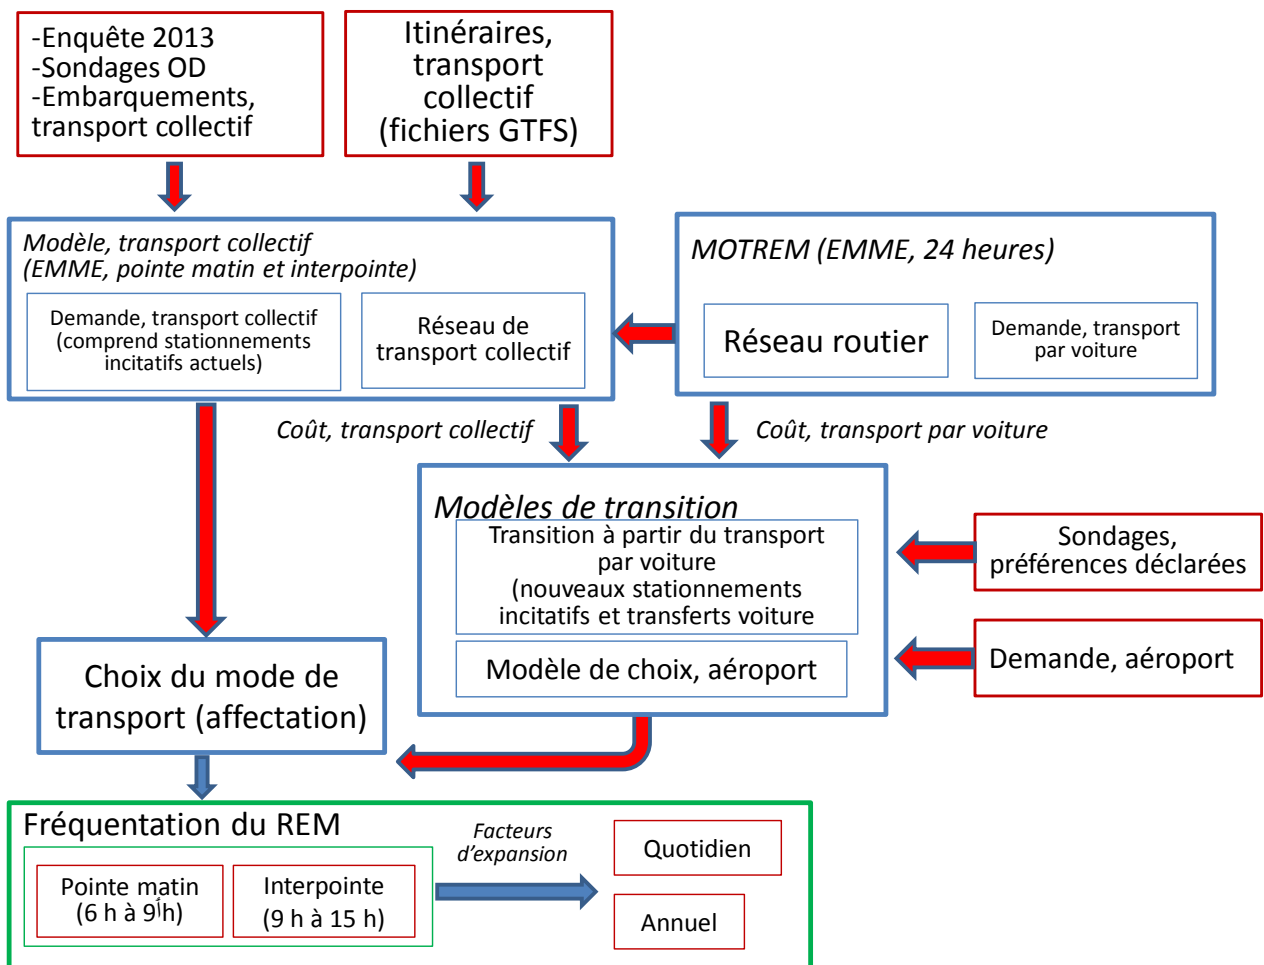 -Enquête 2013
-Sondages OD
-Embarquements,
transport collectif
Itinéraires,
transport
collectif
(fichiers GTFS)
Modèle, transport collectif
(EMME, pointe matin et interpointe)
Demande, transport collectif
(comprend stationnements
incitatifs actuels)
Réseau de
transport collectif
MOTREM (EMME, 24 heures)
Réseau routier
Demande, transport
par voiture
Coût, transport collectif
Coût, transport par voiture
Modèles de transition
Transition à partir du transport
par voiture
(nouveaux stationnements
incitatifs et transferts voiture
Modèle de choix, aéroport
Sondages,
préférences déclarées
Demande, aéroport
Choix du mode de
transport (affectation)
Fréquentation du REM
Pointe matin
(6 h à 9 h)
Interpointe
(9 h à 15 h)
Facteurs
d'expansion
Quotidien
Annuel